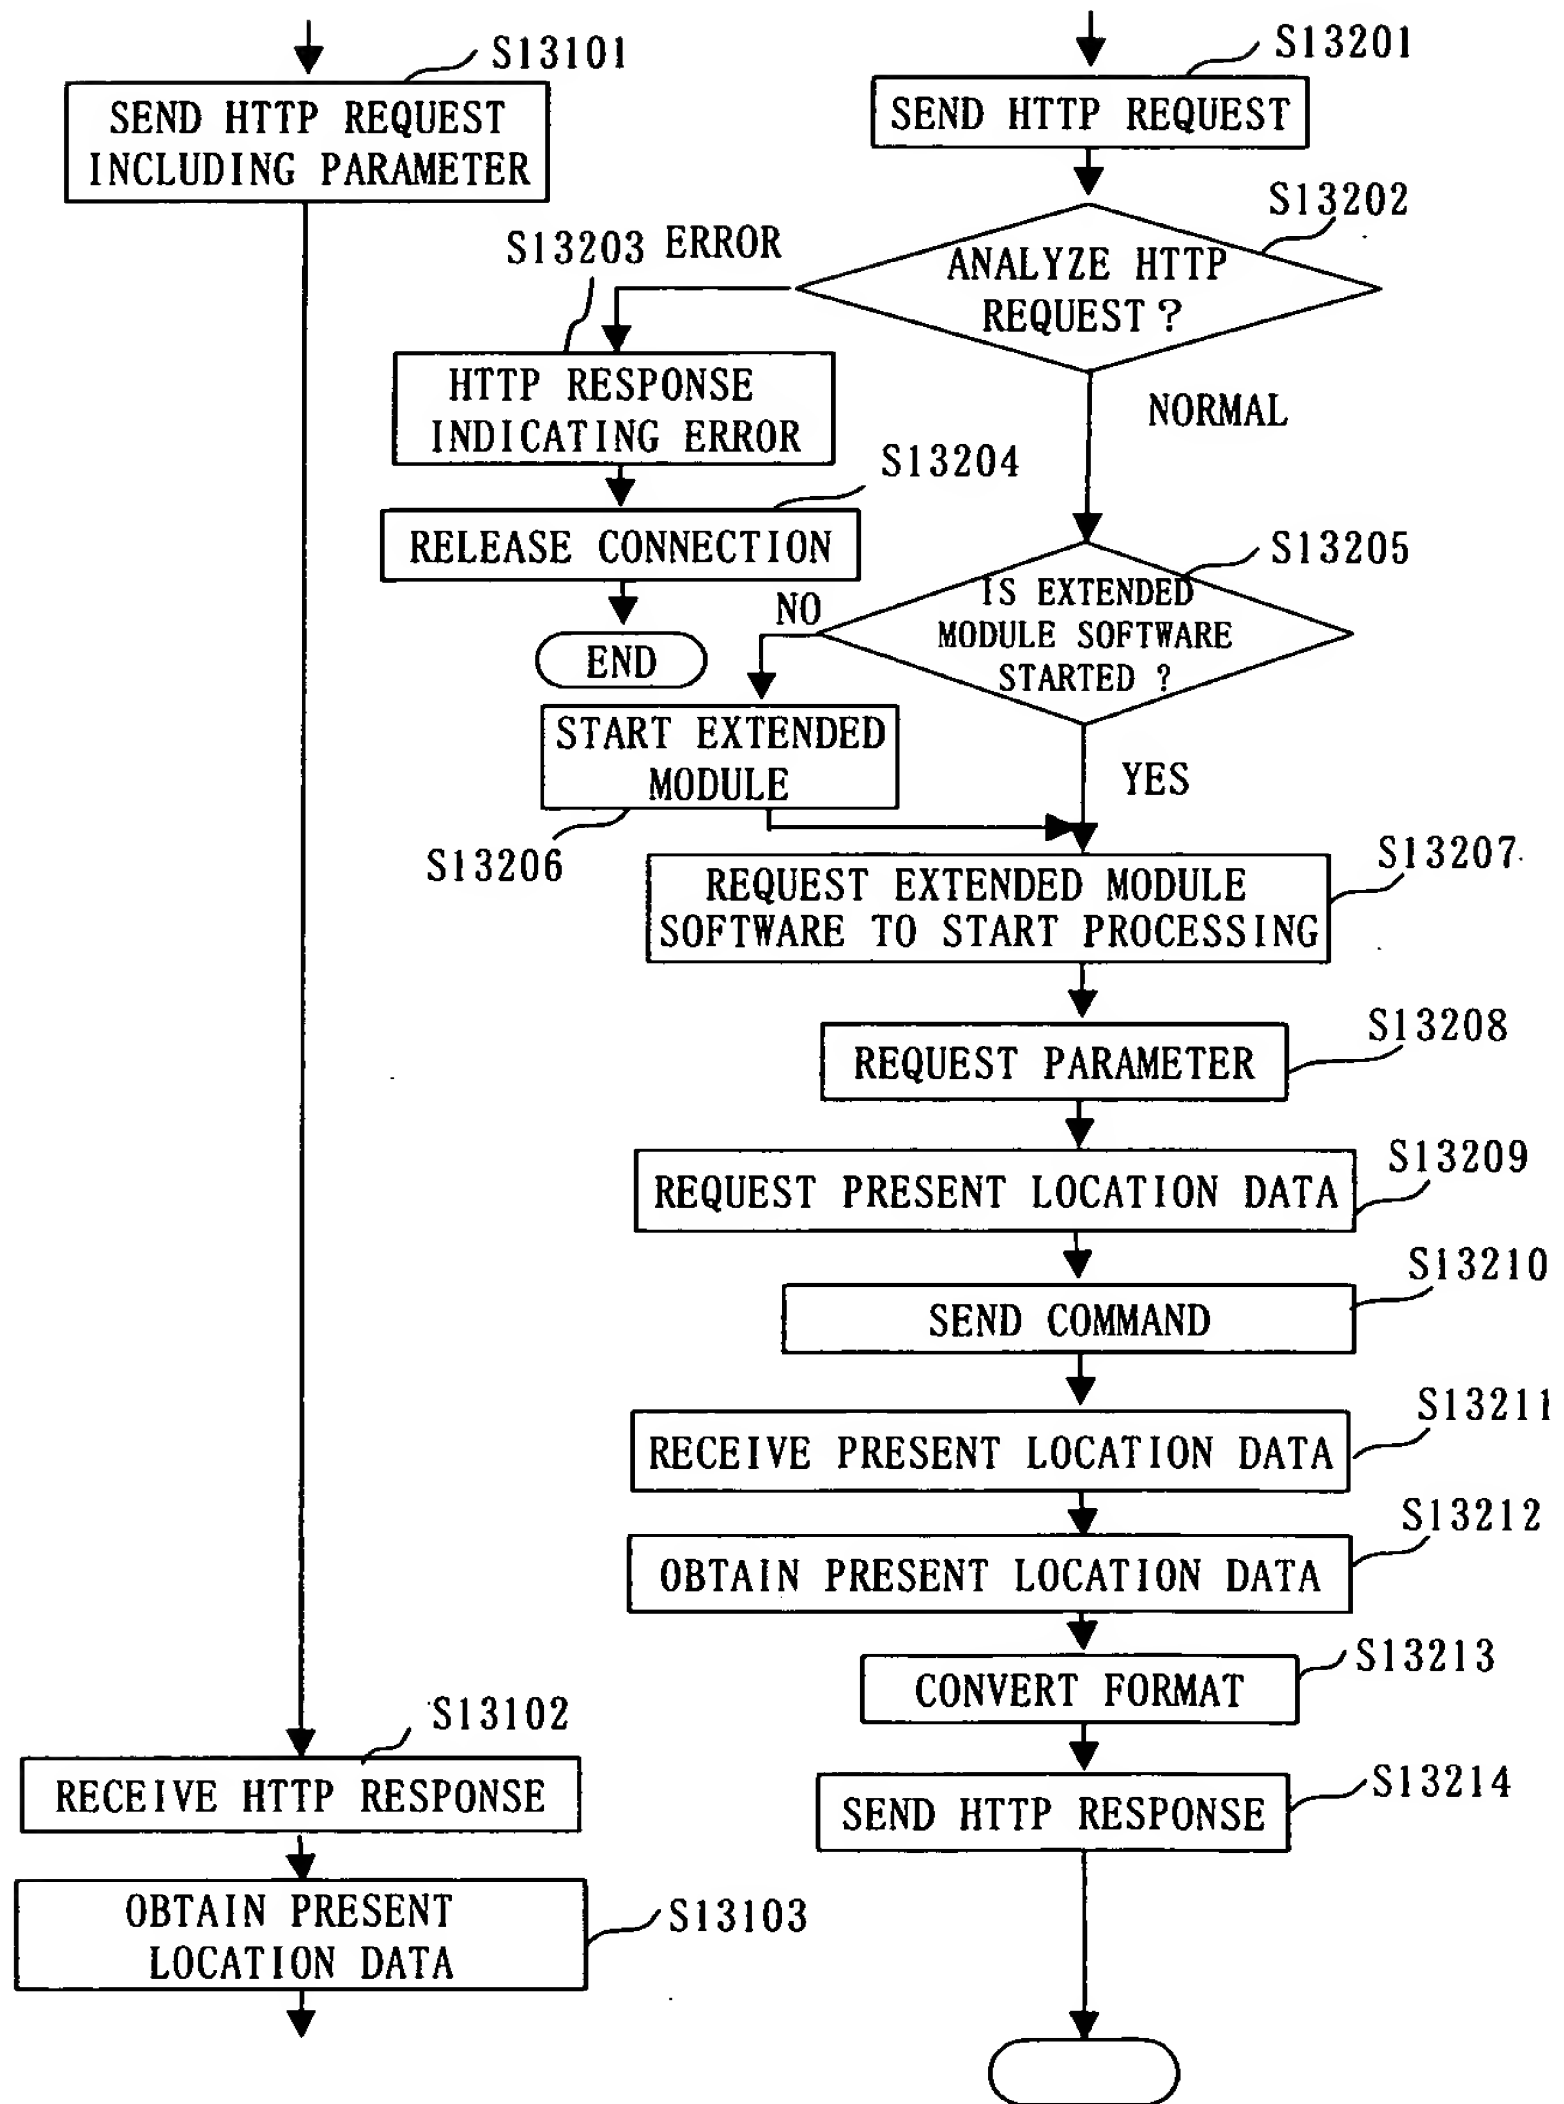 S13101
SEND HTTP REQUEST
INCLUDING PARAMETER
S13201
SEND HTTP REQUEST
S13202
ANALYZE HTTP
REQUEST?
S13203
ERROR
HTTP RESPONSE
INDICATING ERROR
NORMAL
S13204
RELEASE CONNECTION
END
S13205
IS EXTENDED
MODULE SOFTWARE
STARTED ?
NO
START EXTENDED
MODULE
S13206
YES
S13207
REQUEST EXTENDED MODULE
SOFTWARE TO START PROCESSING
S13208
REQUEST PARAMETER
S13209
REQUEST PRESENT LOCATION DATA
S13210
SEND COMMAND
S13211
RECEIVE PRESENT LOCATION DATA
S13212
OBTAIN PRESENT LOCATION DATA
S13213
CONVERT FORMAT
S13214
SEND HTTP RESPONSE
S13102
RECEIVE HTTP RESPONSE
S13103
OBTAIN PRESENT
LOCATION DATA